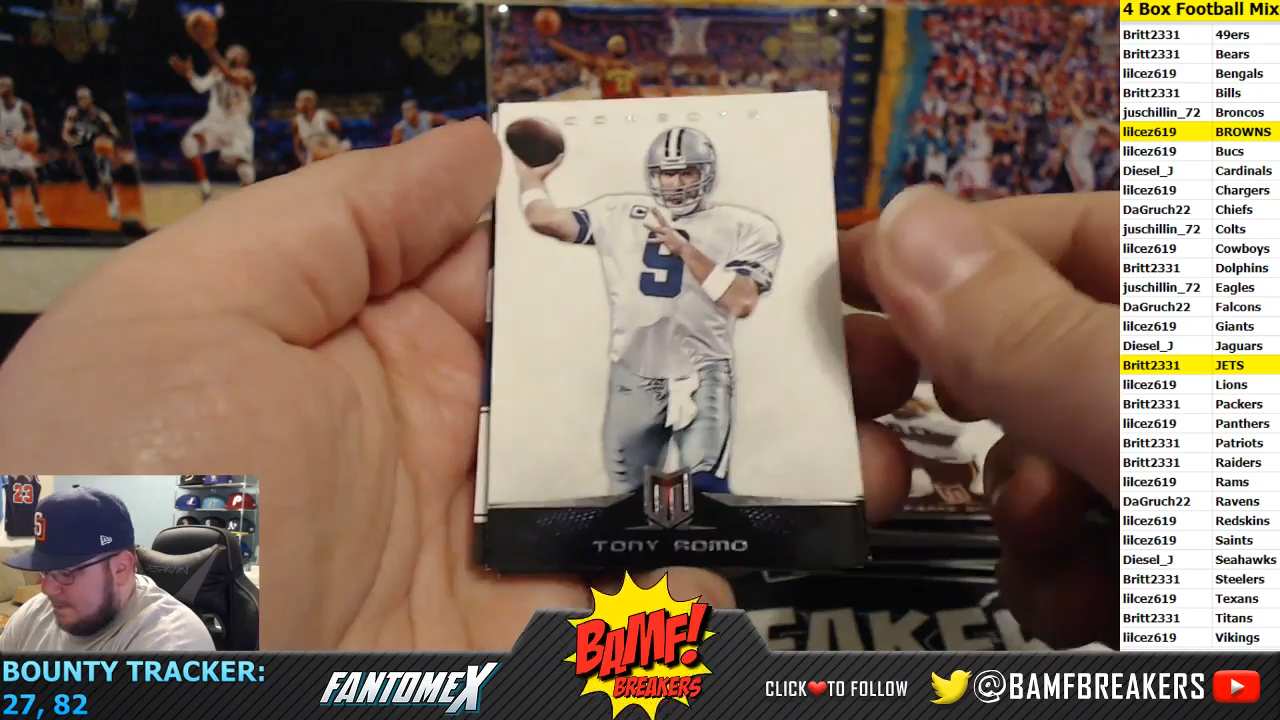 4 Box Football Mix
Britt2331 49ers
Britt2331 Bears
lilcez619 Bengals
Britt2331 Bills
juschillin_72 Broncos
lilcez619 BROWNS
lilcez619 Bucs
Diesel_J Cardinals
lilcez619 Chargers
DaGruch22 Chiefs
juschillin_72 Colts
lilcez619 Cowboys
Britt2331 Dolphins
juschillin_72 Eagles
DaGruch22 Falcons
lilcez619 Giants
Diesel_J Jaguars
Britt2331 JETS
lilcez619 Lions
Britt2331 Packers
lilcez619 Panthers
Britt2331 Patriots
Britt2331 Raiders
lilcez619 Rams
DaGruch22 Ravens
lilcez619 Redskins
lilcez619 Saints
Diesel_J Seahawks
Britt2331 Steelers
lilcez619 Texans
Britt2331 Titans
lilcez619 Vikings
COWBOYS
9
TONY ROMO
23
BOUNTY TRACKER:
27, 82
FANTOMEX
BAMF!
BREAKERS
CLICK TO FOLLOW
@BAMFBREAKERS